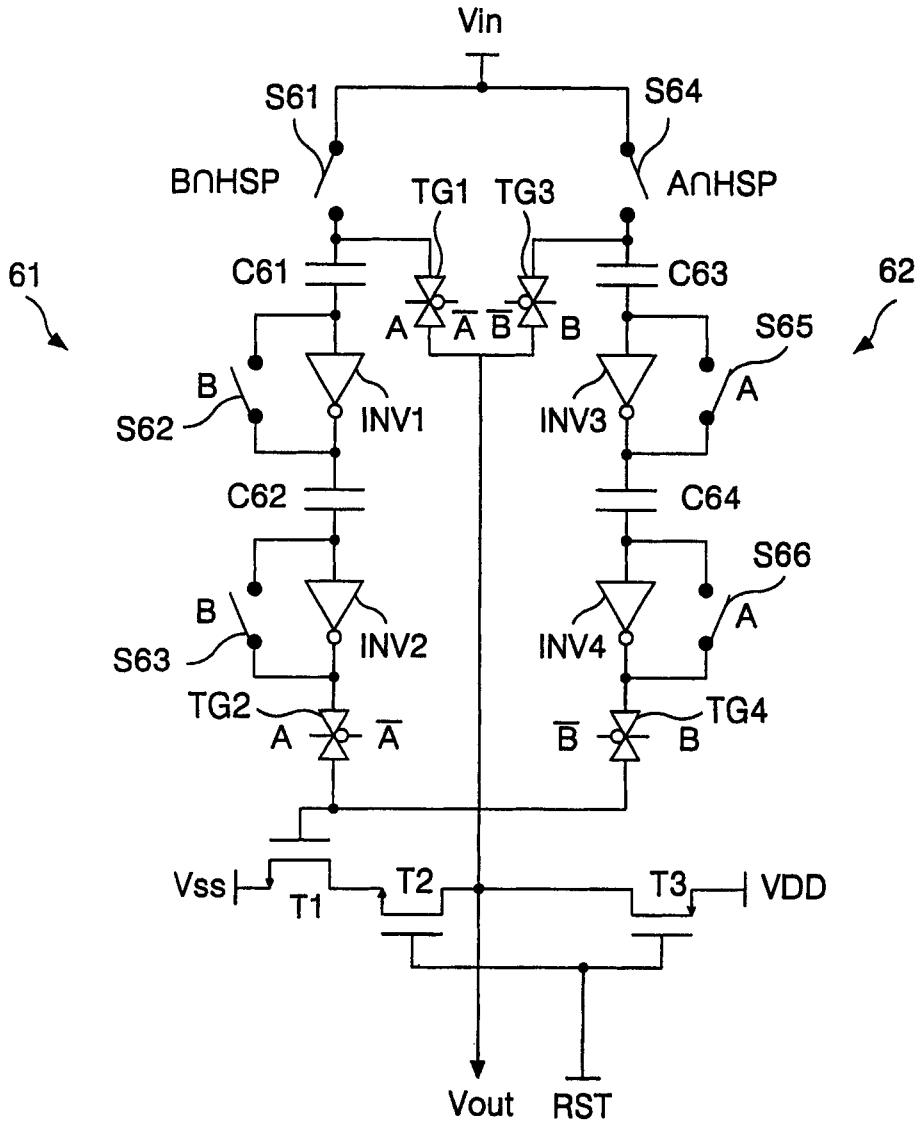 Vin
S61
S64
B∩HSP
A∩HSP
TG1
TG3
61
62
C61
C63
A
A̅
B̅
B
S65
B
A
S62
INV1
INV3
C62
C64
S66
B
A
S63
INV2
INV4
TG2
TG4
A
A̅
B̅
B
Vss
T1
T2
T3
VDD
Vout
RST